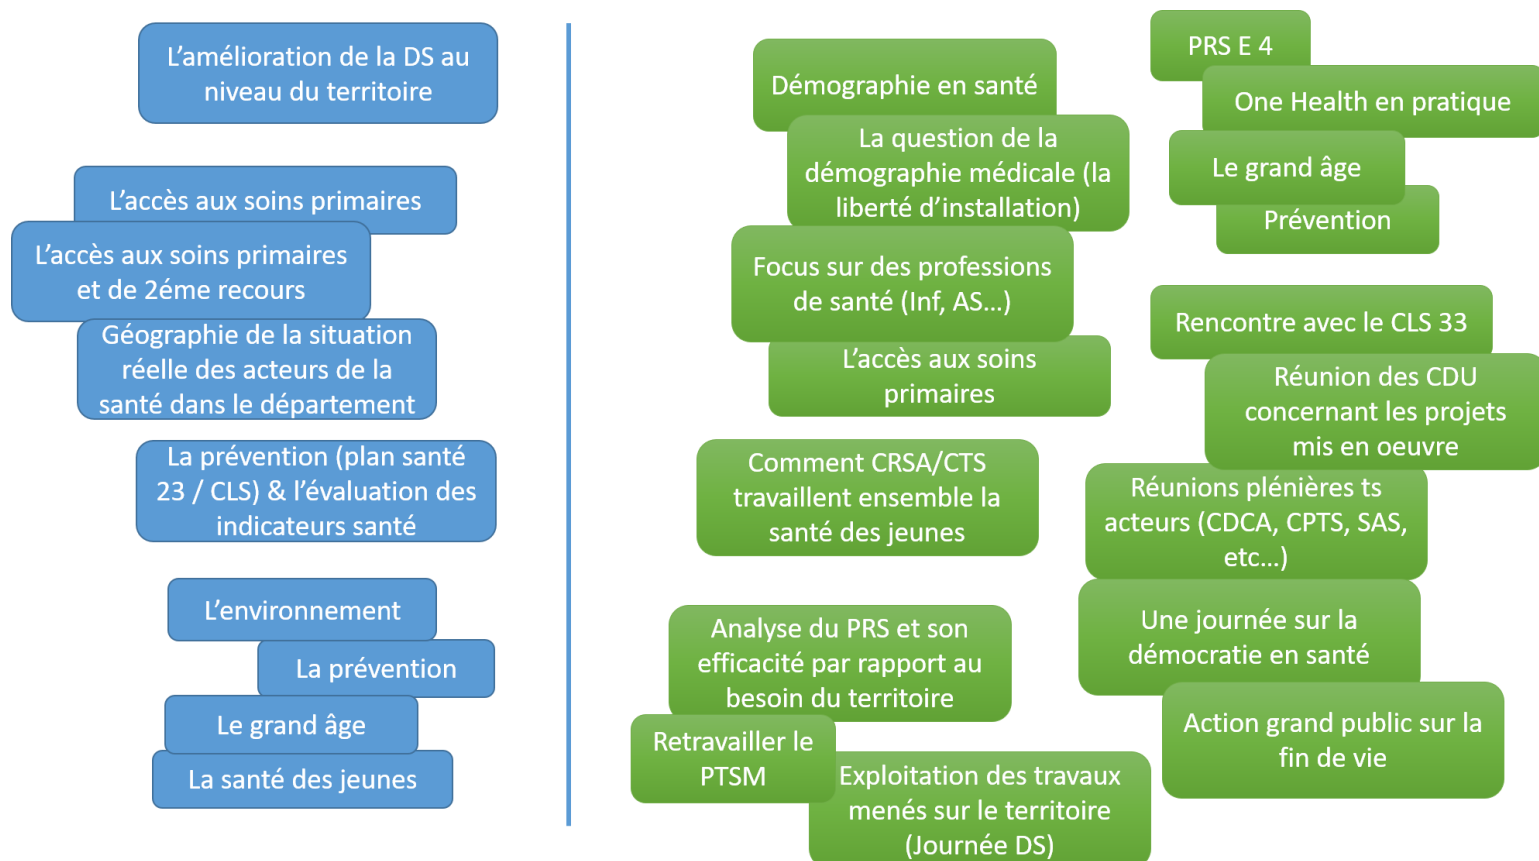 L’amélioration de la DS au
niveau du territoire
L’accès aux soins primaires
L’accès aux soins primaires
et de 2éme recours
Géographie de la situation
réelle des acteurs de la
santé dans le département
La prévention (plan santé
23 / CLS) & l’évaluation des
indicateurs santé
L’environnement
La prévention
Le grand âge
La santé des jeunes
Démographie en santé
La question de la
démographie médicale (la
liberté d’installation)
Focus sur des professions
de santé (Inf, AS…)
L’accès aux soins
primaires
Comment CRSA/CTS
travaillent ensemble la
santé des jeunes
Analyse du PRS et son
efficacité par rapport au
besoin du territoire
Retravailler le
PTSM
Exploitation des travaux
menés sur le territoire
(Journée DS)
PRS E 4
One Health en pratique
Le grand âge
Prévention
Rencontre avec le CLS 33
Réunion des CDU
concernant les projets
mis en oeuvre
Réunions plénières ts
acteurs (CDCA, CPTS, SAS,
etc…)
Une journée sur la
démocratie en santé
Action grand public sur la
fin de vie